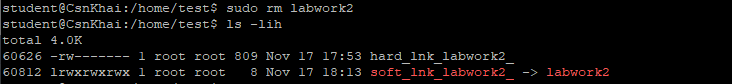 student@CsnKhai:/home/test$ sudo rm labwork2
student@CsnKhai:/home/test$ ls -lih
total 4.0K
60626 -rw------- 1 root root 809 Nov 17 17:53 hard_lnk_labwork2_
60812 lrwxrwxrwx 1 root root   8 Nov 17 18:13 soft_lnk_labwork2_ -> labwork2